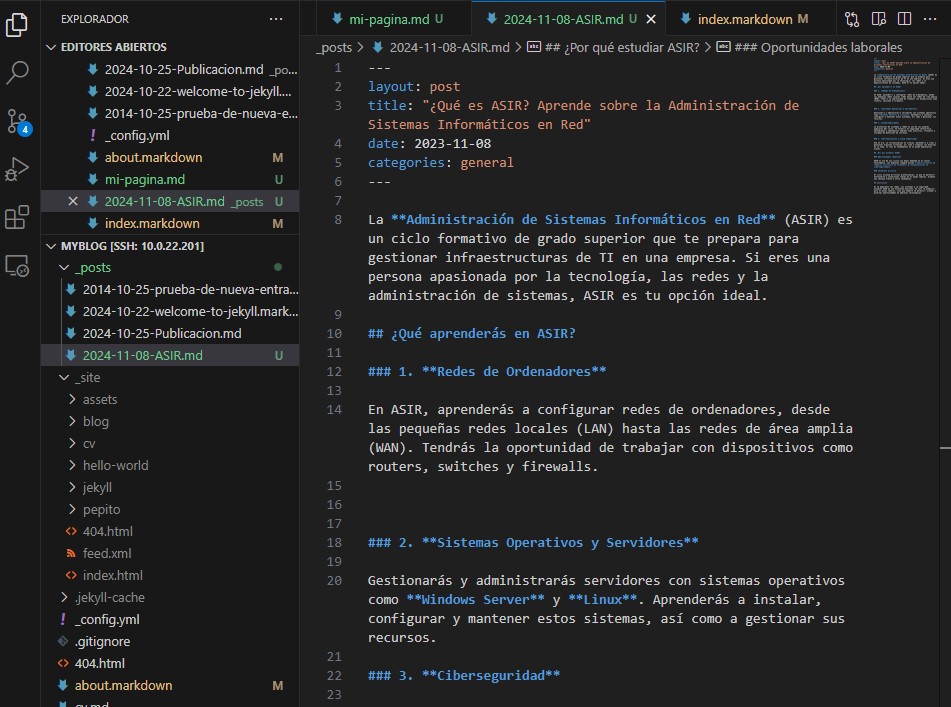 EXPLORADOR
EDITORES ABIERTOS
2024-10-25-Publicacion.md _po...
2024-10-22-welcome-to-jekyll....
2014-10-25-prueba-de-nueva-e...
! _config.yml
about.markdown M
mi-pagina.md U
2024-11-08-ASIR.md _posts U
index.markdown M
MYBLOG [SSH: 10.0.22.201]
_posts
2014-10-25-prueba-de-nueva-entra...
2024-10-22-welcome-to-jekyll.mark...
2024-10-25-Publicacion.md
2024-11-08-ASIR.md U
_site
assets
blog
cv
hello-world
jekyll
pepito
404.html
feed.xml
index.html
.jekyll-cache
! _config.yml
.gitignore
404.html
about.markdown M
cv.md
4
mi-pagina.md U
2024-11-08-ASIR.md U
index.markdown M
_posts > 2024-11-08-ASIR.md > ## ¿Por qué estudiar ASIR? > ### Oportunidades laborales
1 ---
2 layout: post
3 title: "¿Qué es ASIR? Aprende sobre la Administración de
Sistemas Informáticos en Red"
4 date: 2023-11-08
5 categories: general
6 ---
7
8 La **Administración de Sistemas Informáticos en Red** (ASIR) es
un ciclo formativo de grado superior que te prepara para
gestionar infraestructuras de TI en una empresa. Si eres una
persona apasionada por la tecnología, las redes y la
administración de sistemas, ASIR es tu opción ideal.
9
10 ## ¿Qué aprenderás en ASIR?
11
12 ### 1. **Redes de Ordenadores**
13
14 En ASIR, aprenderás a configurar redes de ordenadores, desde
las pequeñas redes locales (LAN) hasta las redes de área amplia
(WAN). Tendrás la oportunidad de trabajar con dispositivos como
routers, switches y firewalls.
15
16
17
18 ### 2. **Sistemas Operativos y Servidores**
19
20 Gestionarás y administrarás servidores con sistemas operativos
como **Windows Server** y **Linux**. Aprenderás a instalar,
configurar y mantener estos sistemas, así como a gestionar sus
recursos.
21
22 ### 3. **Ciberseguridad**
23